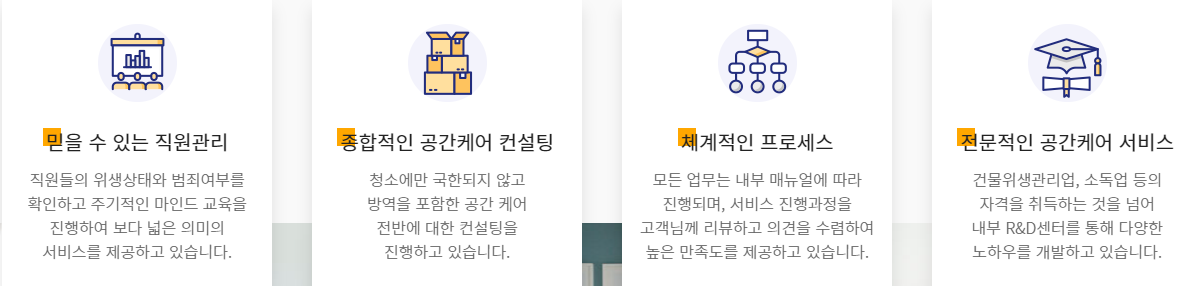 믿을 수 있는 직원관리
직원들의 위생상태와 범죄여부를
확인하고 주기적인 마인드 교육을
진행하여 보다 넓은 의미의
서비스를 제공하고 있습니다.
종합적인 공간케어 컨설팅
청소에만 국한되지 않고
방역을 포함한 공간 케어
전반에 대한 컨설팅을
진행하고 있습니다.
체계적인 프로세스
모든 업무는 내부 매뉴얼에 따라
진행되며, 서비스 진행과정을
고객님께 리뷰하고 의견을 수렴하여
높은 만족도를 제공하고 있습니다.
전문적인 공간케어 서비스
건물위생관리업, 소독업 등의
자격을 취득하는 것을 넘어
내부 R&D센터를 통해 다양한
노하우를 개발하고 있습니다.